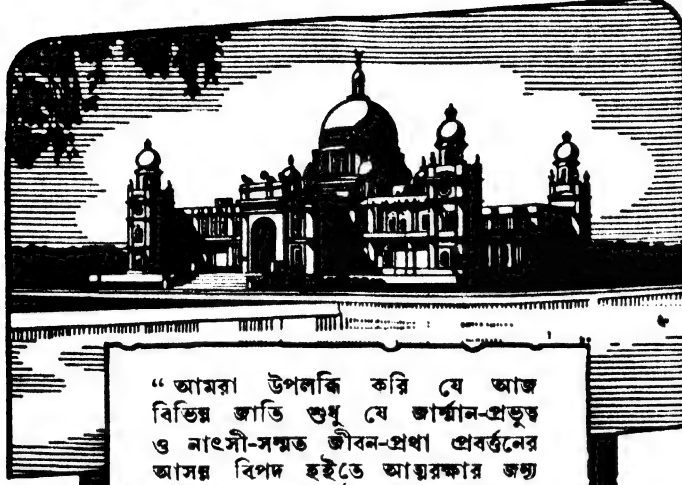 “ আমরা উপলব্ধি করি যে আজ
বিভিন্ন জাতি শুধু যে জার্ম্মান-প্রভুত্ব
ও নাৎসী-সম্মত জীবন-প্রথা প্রবর্ত্তনের
আসন্ন বিপদ হইতে আত্মরক্ষার জন্য